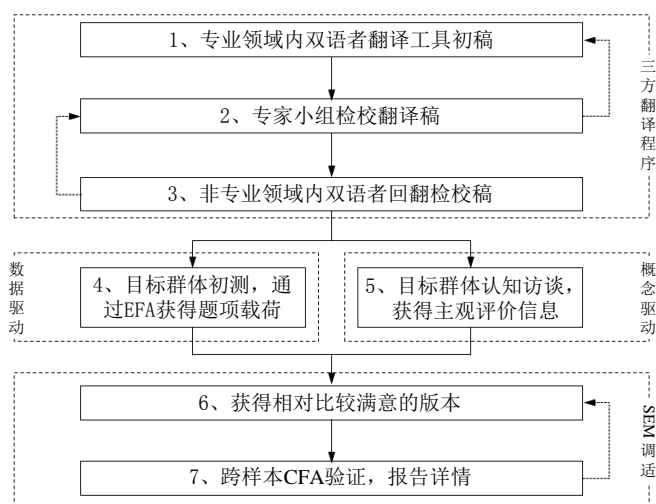 1、专业领域内双语者翻译工具初稿
2、专家小组检校翻译稿
3、非专业领域内双语者回翻检校稿
三方翻译程序
数据驱动
4、目标群体初测，通
过EFA获得题项载荷
5、目标群体认知访谈，
获得主观评价信息
概念驱动
6、获得相对比较满意的版本
7、跨样本CFA验证，报告详情
SEM调适